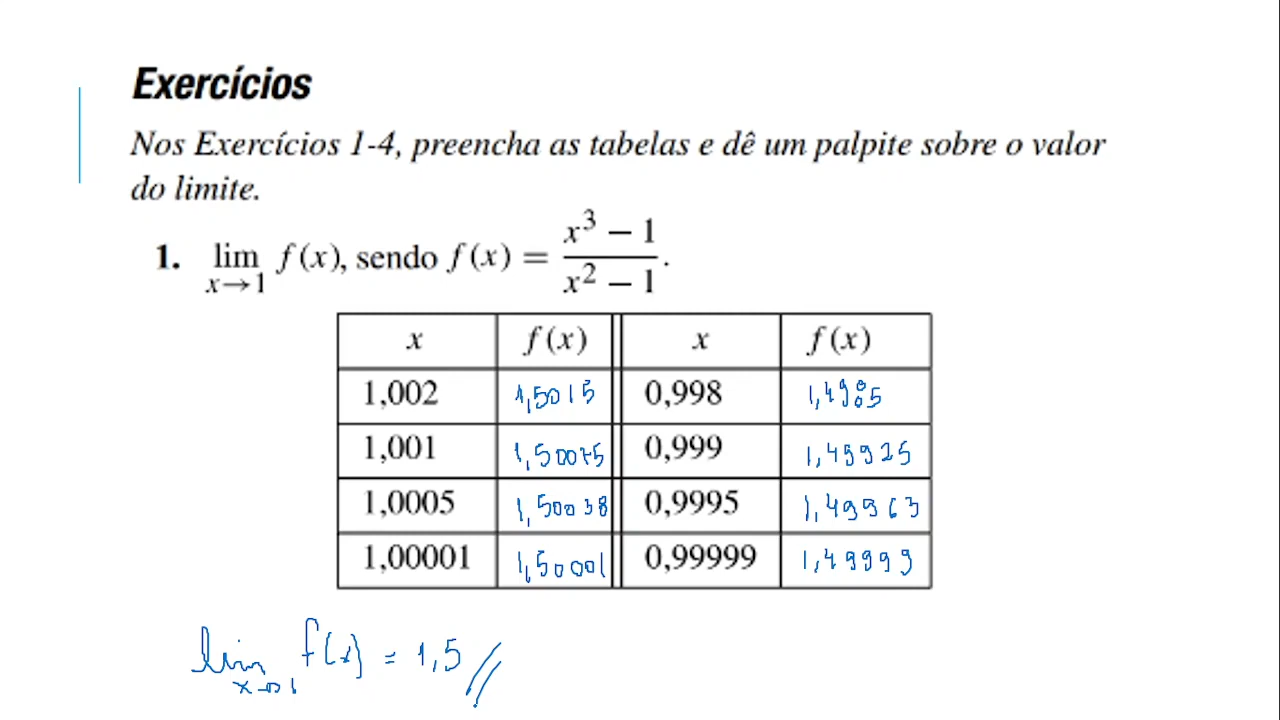 Exercícios
Nos Exercícios 1-4, preencha as tabelas e dê um palpite sobre o valor
do limite.
1. lim x→1 f(x), sendo f(x) = (x³ − 1)/(x² − 1).
x f(x) x f(x)
1,002 1,5015 0,998 1,4985
1,001 1,50075 0,999 1,49925
1,0005 1,50038 0,9995 1,49963
1,00001 1,50001 0,99999 1,49999
lim x→1 f(x) = 1,5 //